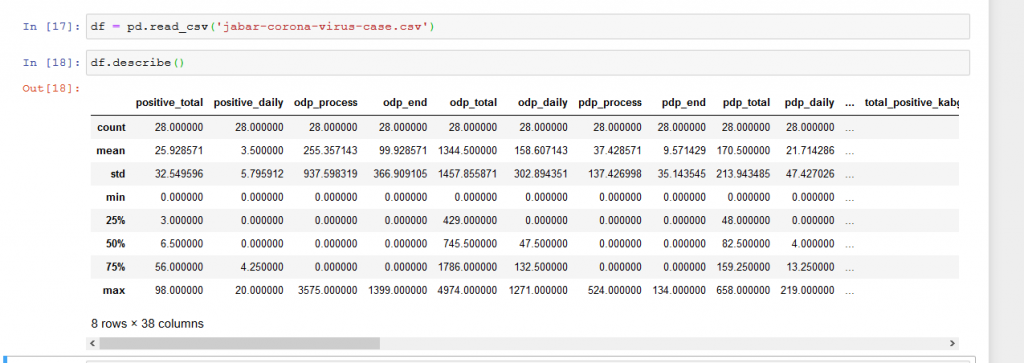 In [17]: df = pd.read_csv('jabar-corona-virus-case.csv')
In [18]: df.describe()
Out[18]:
positive_total positive_daily odp_process odp_end odp_total odp_daily pdp_process pdp_end pdp_total pdp_daily ... total_positive_kabg
count 28.000000 28.000000 28.000000 28.000000 28.000000 28.000000 28.000000 28.000000 28.000000 28.000000 ...
mean 25.928571 3.500000 255.357143 99.928571 1344.500000 158.607143 37.428571 9.571429 170.500000 21.714286 ...
std 32.549596 5.795912 937.598319 366.909105 1457.855871 302.894351 137.426998 35.143545 213.943485 47.427026 ...
min 0.000000 0.000000 0.000000 0.000000 0.000000 0.000000 0.000000 0.000000 0.000000 0.000000 ...
25% 3.000000 0.000000 0.000000 0.000000 429.000000 0.000000 0.000000 0.000000 48.000000 0.000000 ...
50% 6.500000 0.000000 0.000000 0.000000 745.500000 47.500000 0.000000 0.000000 82.500000 4.000000 ...
75% 56.000000 4.250000 0.000000 0.000000 1786.000000 132.500000 0.000000 0.000000 159.250000 13.250000 ...
max 98.000000 20.000000 3575.000000 1399.000000 4974.000000 1271.000000 524.000000 134.000000 658.000000 219.000000 ...
8 rows × 38 columns